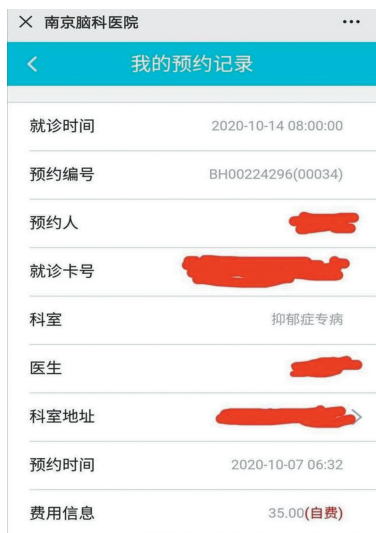 南京脑科医院
我的预约记录
就诊时间 2020-10-14 08:00:00
预约编号 BH00224296(00034)
预约人
就诊卡号
科室 抑郁症专病
医生
科室地址
预约时间 2020-10-07 06:32
费用信息 35.00(自费)